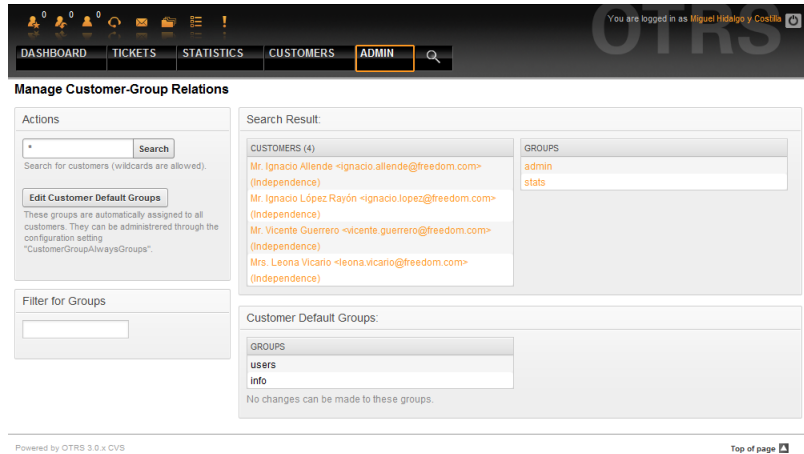 0 0 0
OTRS
You are logged in as Miguel Hidalgo y Costilla
DASHBOARD TICKETS STATISTICS CUSTOMERS ADMIN
Manage Customer-Group Relations
Actions
* Search
Search for customers (wildcards are allowed).
Edit Customer Default Groups
These groups are automatically assigned to all
customers. They can be administrered through the
configuration setting
"CustomerGroupAlwaysGroups".
Filter for Groups
Search Result:
CUSTOMERS (4)
Mr. Ignacio Allende <ignacio.allende@freedom.com>
(Independence)
Mr. Ignacio López Rayón <ignacio.lopez@freedom.com>
(Independence)
Mr. Vicente Guerrero <vicente.guerrero@freedom.com>
(Independence)
Mrs. Leona Vicario <leona.vicario@freedom.com>
(Independence)
GROUPS
admin
stats
Customer Default Groups:
GROUPS
users
info
No changes can be made to these groups.
Powered by OTRS 3.0.x CVS
Top of page